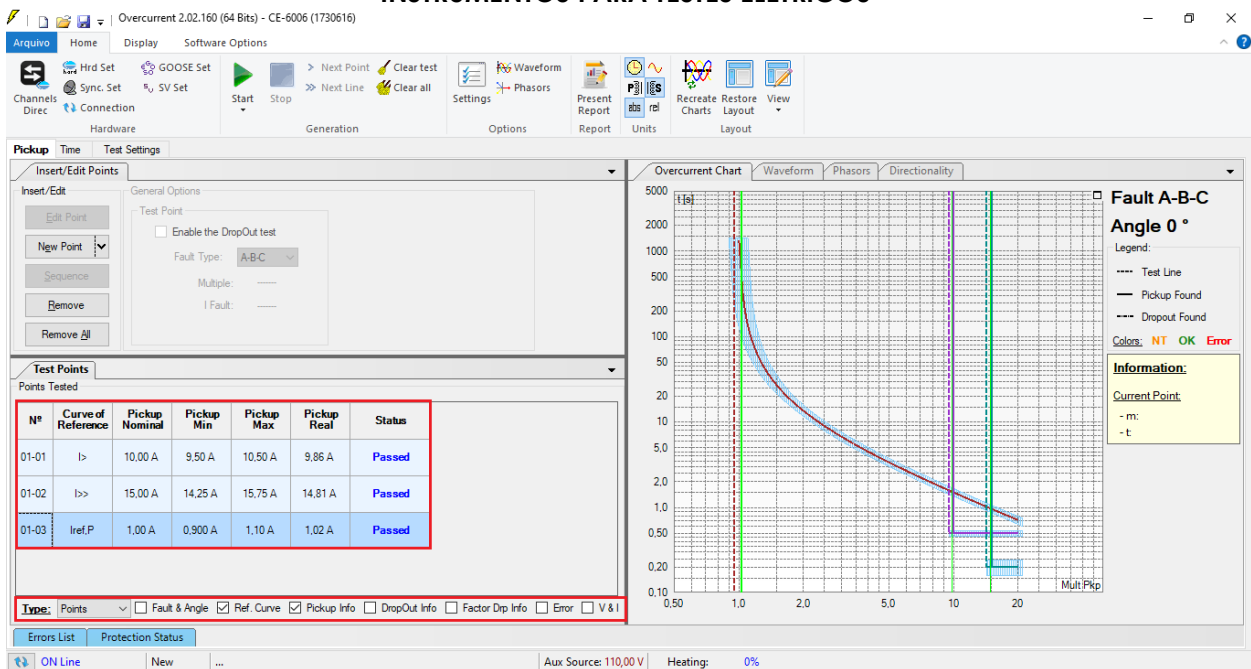 INSTRUMENTOS PARA TESTES ELÉTRICOS
Overcurrent 2.02.160 (64 Bits) - CE-6006 (1730616)
Arquivo Home Display Software Options
Hrd Set GOOSE Set Next Point Clear test Waveform
Sync. Set SV Set Next Line Clear all Phasors
Channels Direc Connection Start Stop Settings Present Report abs rel Recreate Charts Restore Layout View
Hardware Generation Options Report Units Layout
Pickup Time Test Settings
Insert/Edit Points
Insert/Edit
Edit Point
New Point
Sequence
Remove
Remove All
General Options
Test Point
Enable the DropOut test
Fault Type: A-B-C
Multiple: ----
I Fault: ----
Test Points
Points Tested
Nº Curve of Reference Pickup Nominal Pickup Min Pickup Max Pickup Real Status
01-01 I> 10,00 A 9,50 A 10,50 A 9,86 A Passed
01-02 I>> 15,00 A 14,25 A 15,75 A 14,81 A Passed
01-03 Iref,P 1,00 A 0,900 A 1,10 A 1,02 A Passed
Type: Points Fault & Angle Ref. Curve Pickup Info DropOut Info Factor Drp Info Error V & I
Errors List Protection Status
Overcurrent Chart Waveform Phasors Directionality
t [s]
5000
2000
1000
500
200
100
50
20
10
5,0
2,0
1,0
0,50
0,20
0,10
0,50 1,0 2,0 5,0 10 20
Mult Pkp
Fault A-B-C
Angle 0 °
Legend:
Test Line
Pickup Found
Dropout Found
Colors: NT OK Error
Information:
Current Point:
- m:
- t:
ON Line New ... Aux Source: 110,00 V Heating: 0%